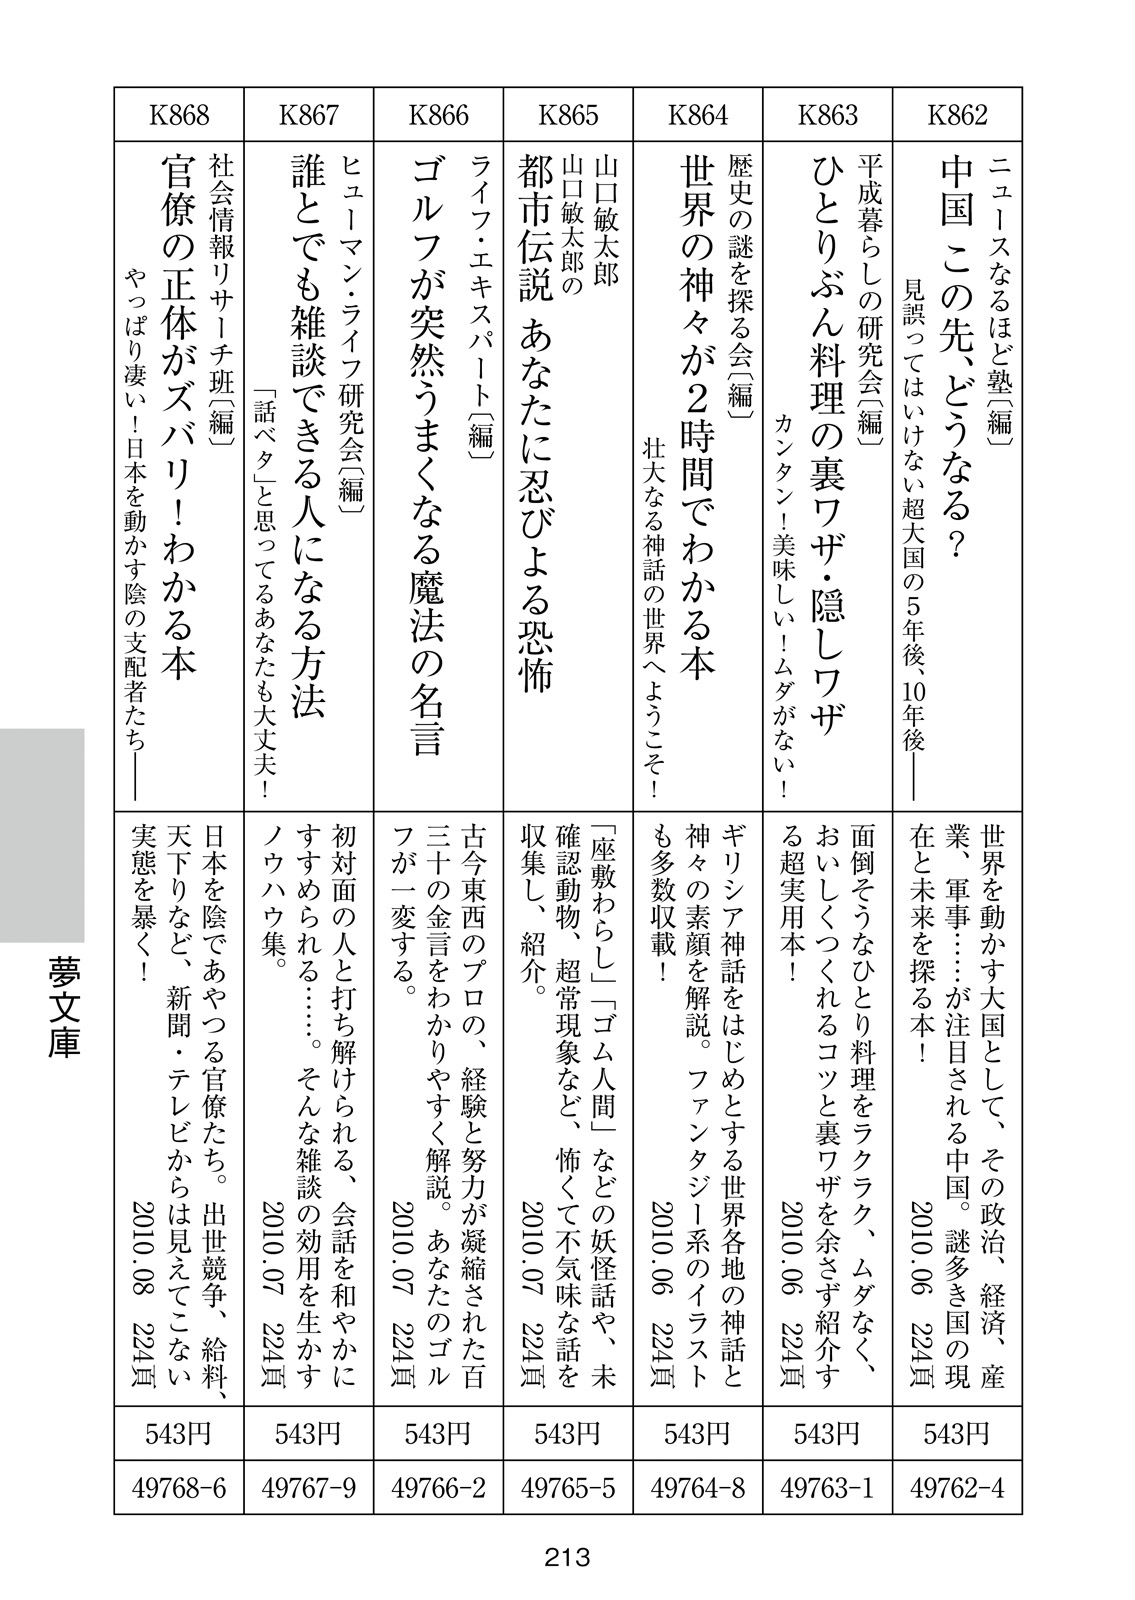 K862
ニュースなるほど塾〔編〕
中国 この先、どうなる？
見誤ってはいけない超大国の5年後、10年後――
世界を動かす大国として、その政治、経済、産
業、軍事……が注目される中国。謎多き国の現
在と未来を探る本！
2010.06 224頁
543円
49762-4
K863
平成暮らしの研究会〔編〕
ひとりぶん料理の裏ワザ・隠しワザ
カンタン！美味しい！ムダがない！
面倒そうなひとり料理をラクラク、ムダなく、
おいしくつくれるコツと裏ワザを余さず紹介す
る超実用本！
2010.06 224頁
543円
49763-1
K864
歴史の謎を探る会〔編〕
世界の神々が2時間でわかる本
壮大なる神話の世界へようこそ！
ギリシア神話をはじめとする世界各地の神話と
神々の素顔を解説。ファンタジー系のイラスト
も多数収載！
2010.06 224頁
543円
49764-8
K865
山口敏太郎
山口敏太郎の
都市伝説 あなたに忍びよる恐怖
「座敷わらし」「ゴム人間」などの妖怪話や、未
確認動物、超常現象など、怖くて不気味な話を
収集し、紹介。
2010.07 224頁
543円
49765-5
K866
ライフ・エキスパート〔編〕
ゴルフが突然うまくなる魔法の名言
古今東西のプロの、経験と努力が凝縮された百
三十の金言をわかりやすく解説。あなたのゴル
フが一変する。
2010.07 224頁
543円
49766-2
K867
ヒューマン・ライフ研究会〔編〕
誰とでも雑談できる人になる方法
「話ベタ」と思ってるあなたも大丈夫！
初対面の人と打ち解けられる、会話を和やかに
すすめられる……。そんな雑談の効用を生かす
ノウハウ集。
2010.07 224頁
543円
49767-9
K868
社会情報リサーチ班〔編〕
官僚の正体がズバリ！わかる本
やっぱり凄い！日本を動かす陰の支配者たち――
日本を陰であやつる官僚たち。出世競争、給料、
天下りなど、新聞・テレビからは見えてこない
実態を暴く！
2010.08 224頁
543円
49768-6
夢文庫
213